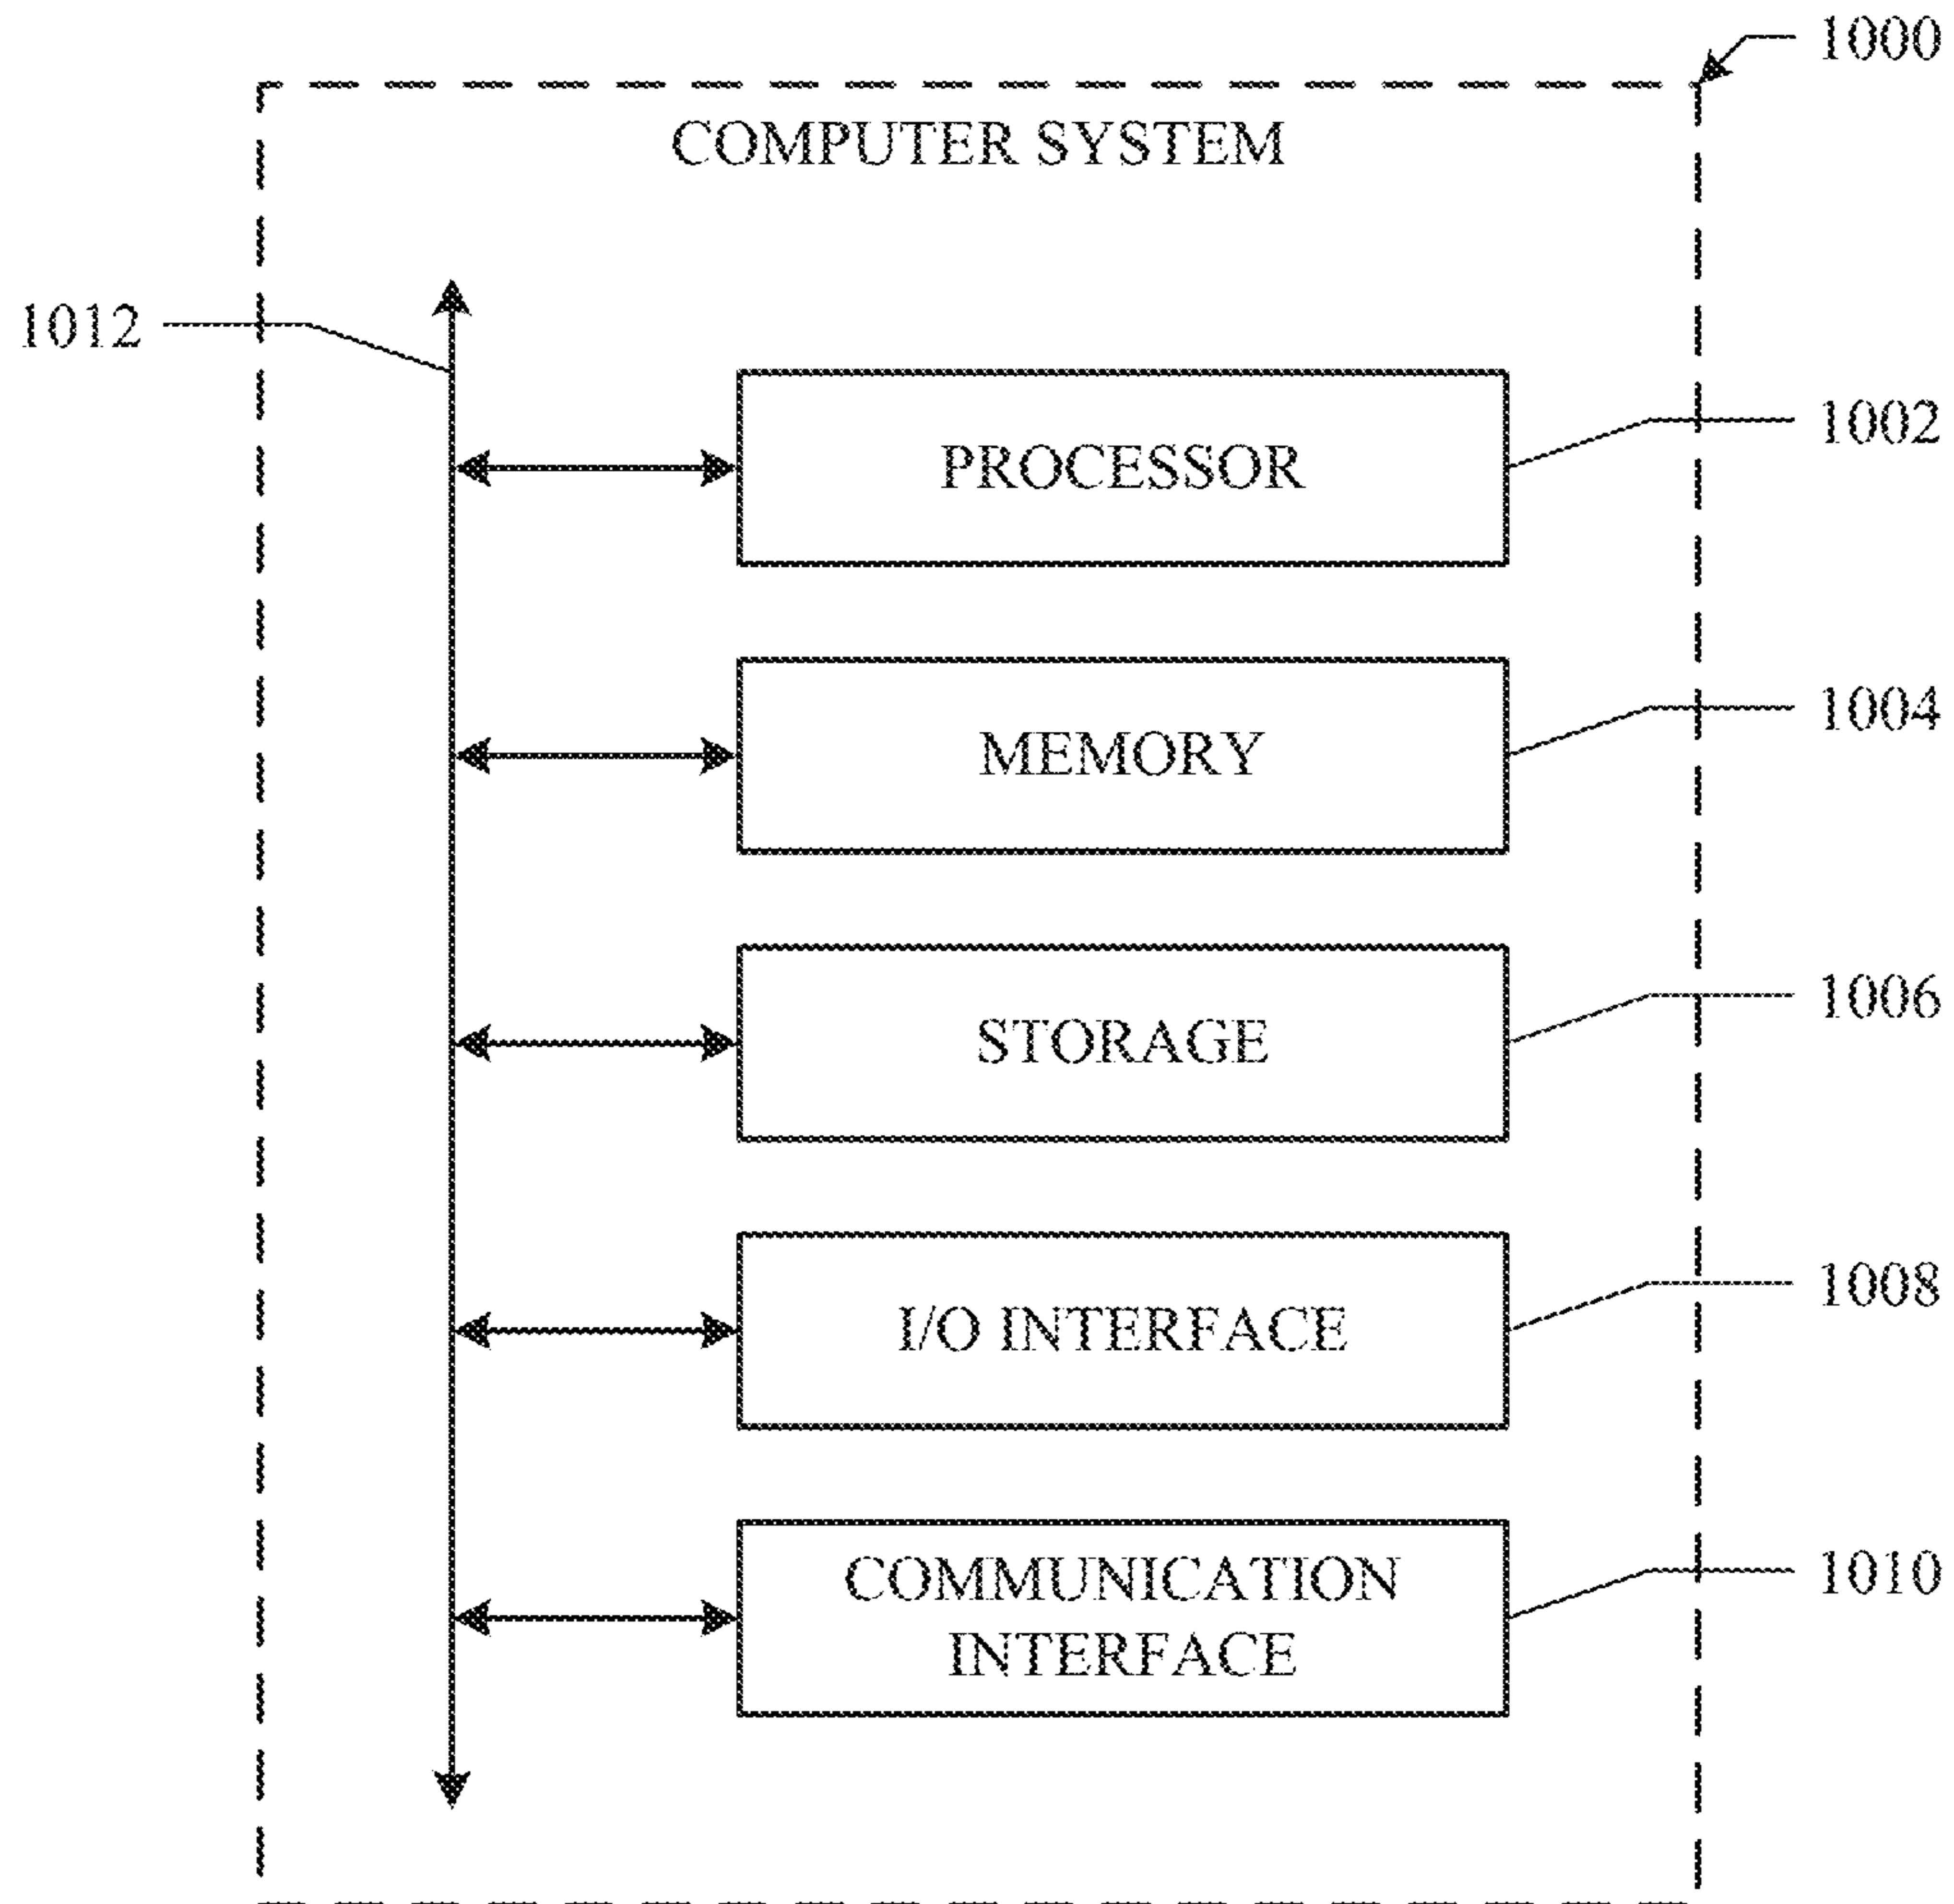 1000
COMPUTER SYSTEM
1012
PROCESSOR
1002
MEMORY
1004
STORAGE
1006
I/O INTERFACE
1008
COMMUNICATION
INTERFACE
1010